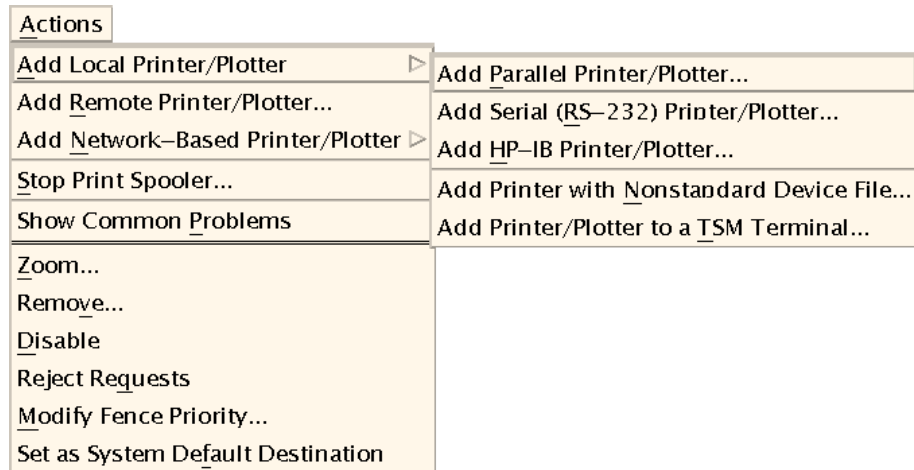 Actions
Add Local Printer/Plotter
Add Remote Printer/Plotter...
Add Network–Based Printer/Plotter
Stop Print Spooler...
Show Common Problems
Zoom...
Remove...
Disable
Reject Requests
Modify Fence Priority...
Set as System Default Destination
Add Parallel Printer/Plotter...
Add Serial (RS–232) Printer/Plotter...
Add HP–IB Printer/Plotter...
Add Printer with Nonstandard Device File...
Add Printer/Plotter to a TSM Terminal...